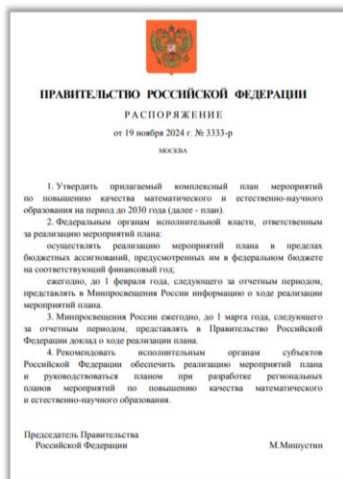 ПРАВИТЕЛЬСТВО РОССИЙСКОЙ ФЕДЕРАЦИИ
РАСПОРЯЖЕНИЕ
от 19 ноября 2024 г. № 3333-р
МОСКВА
1. Утвердить прилагаемый комплексный план мероприятий
по повышению качества математического и естественно-научного
образования на период до 2030 года (далее - план).
2. Федеральным органам исполнительной власти, ответственным
за реализацию мероприятий плана:
осуществлять реализацию мероприятий плана в пределах
бюджетных ассигнований, предусмотренных им в федеральном бюджете
на соответствующий финансовый год;
ежегодно, до 1 февраля года, следующего за отчетным периодом,
представлять в Минпросвещения России информацию о ходе реализации
мероприятий плана.
3. Минпросвещения России ежегодно, до 1 марта года, следующего
за отчетным периодом, представлять в Правительство Российской
Федерации доклад о ходе реализации плана.
4. Рекомендовать исполнительным органам субъектов
Российской Федерации обеспечить реализацию мероприятий плана
и руководствоваться планом при разработке региональных
планов мероприятий по повышению качества математического
и естественно-научного образования.
Председатель Правительства
Российской Федерации М.Мишустин